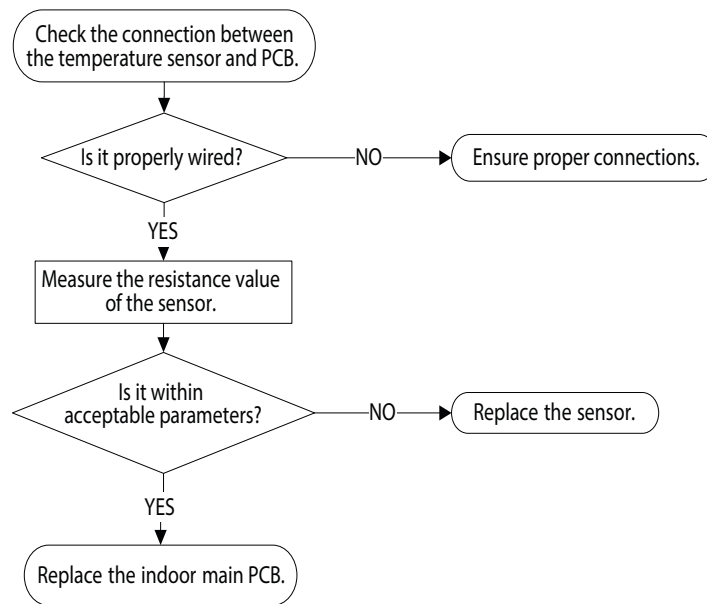 Check the connection between
the temperature sensor and PCB.
Is it properly wired?
NO
Ensure proper connections.
YES
Measure the resistance value
of the sensor.
Is it within
acceptable parameters?
NO
Replace the sensor.
YES
Replace the indoor main PCB.